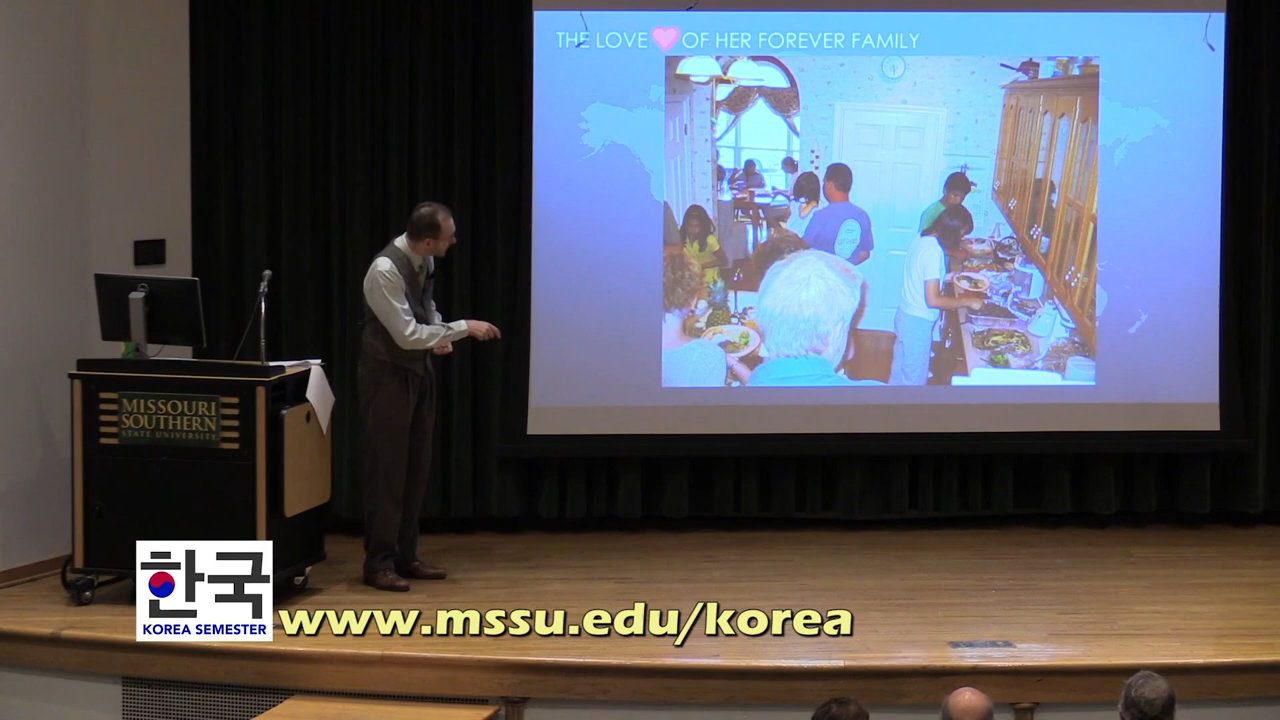 THE LOVE OF HER FOREVER FAMILY
MISSOURI
SOUTHERN
STATE UNIVERSITY
한국
KOREA SEMESTER
www.mssu.edu/korea